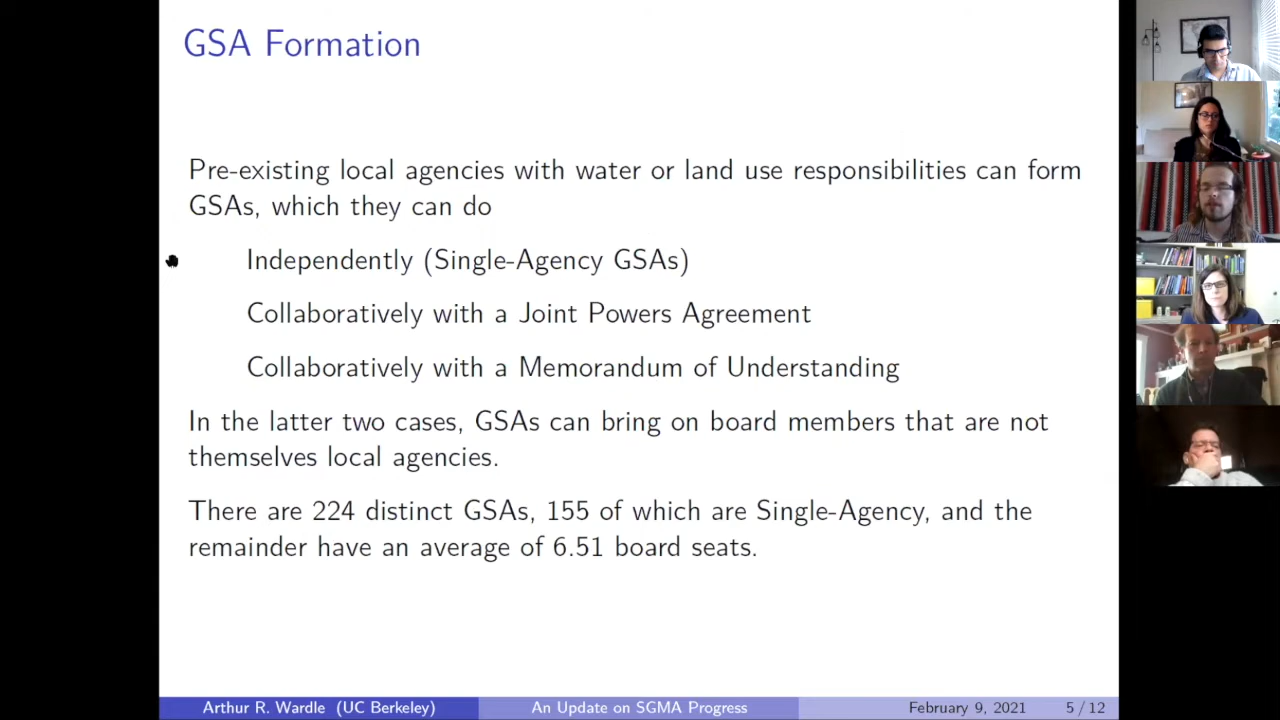 GSA Formation
Pre-existing local agencies with water or land use responsibilities can form
GSAs, which they can do
Independently (Single-Agency GSAs)
Collaboratively with a Joint Powers Agreement
Collaboratively with a Memorandum of Understanding
In the latter two cases, GSAs can bring on board members that are not
themselves local agencies.
There are 224 distinct GSAs, 155 of which are Single-Agency, and the
remainder have an average of 6.51 board seats.
Arthur R. Wardle (UC Berkeley) An Update on SGMA Progress February 9, 2021 5 / 12